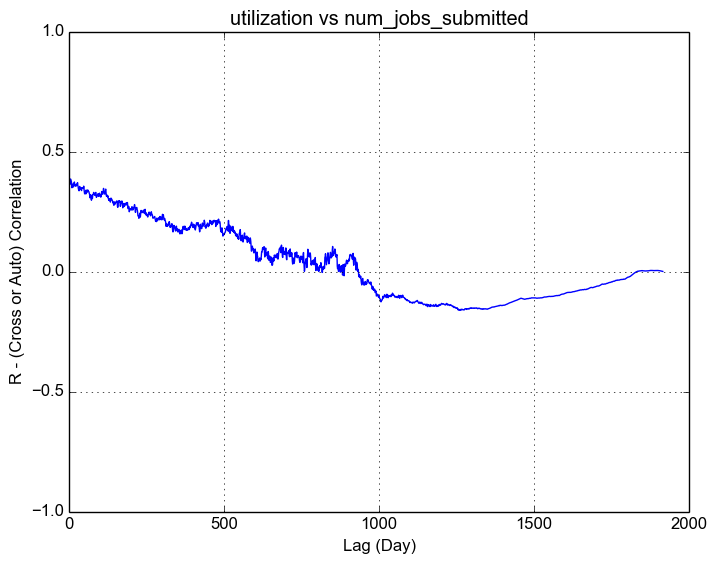 utilization vs num_jobs_submitted
1.0
0.5
0.0
−0.5
−1.0
R - (Cross or Auto) Correlation
0 500 1000 1500 2000
Lag (Day)